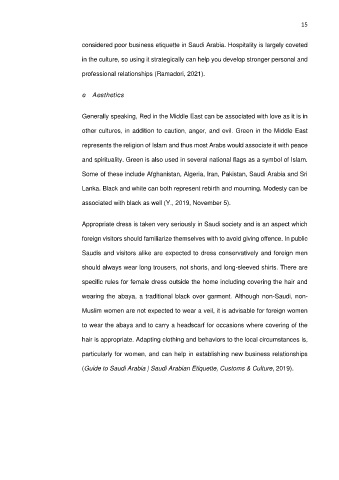 15
considered poor business etiquette in Saudi Arabia. Hospitality is largely coveted
in the culture, so using it strategically can help you develop stronger personal and
professional relationships (Ramadori, 2021).
e Aesthetics
Generally speaking, Red in the Middle East can be associated with love as it is in
other cultures, in addition to caution, anger, and evil. Green in the Middle East
represents the religion of Islam and thus most Arabs would associate it with peace
and spirituality. Green is also used in several national flags as a symbol of Islam.
Some of these include Afghanistan, Algeria, Iran, Pakistan, Saudi Arabia and Sri
Lanka. Black and white can both represent rebirth and mourning. Modesty can be
associated with black as well (Y., 2019, November 5).
Appropriate dress is taken very seriously in Saudi society and is an aspect which
foreign visitors should familiarize themselves with to avoid giving offence. In public
Saudis and visitors alike are expected to dress conservatively and foreign men
should always wear long trousers, not shorts, and long-sleeved shirts. There are
specific rules for female dress outside the home including covering the hair and
wearing the abaya, a traditional black over garment. Although non-Saudi, non-
Muslim women are not expected to wear a veil, it is advisable for foreign women
to wear the abaya and to carry a headscarf for occasions where covering of the
hair is appropriate. Adapting clothing and behaviors to the local circumstances is,
particularly for women, and can help in establishing new business relationships
(Guide to Saudi Arabia | Saudi Arabian Etiquette, Customs & Culture, 2019).